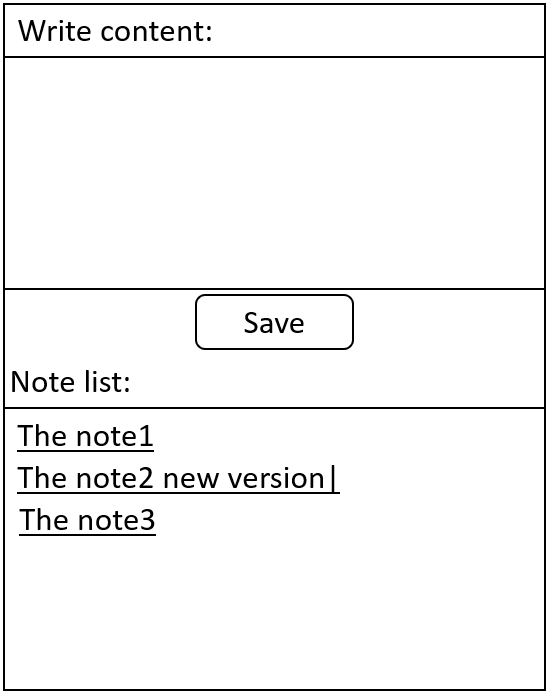 Write content:
Save
Note list:
The note1
The note2 new version|
The note3